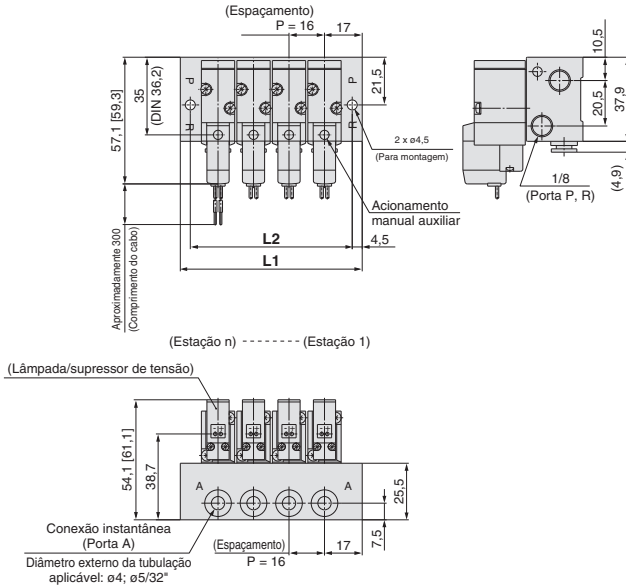 (Espaçamento)
P = 16
17
10,5
57,1 [59,3]
35
(DIN 36,2)
P
R
P
R
21,5
20,5
37,9
(4,9)
2 x ø4,5
(Para montagem)
1/8
(Porta P, R)
Acionamento
manual auxiliar
Aproximadamente 300
(Comprimento do cabo)
L2
4,5
L1
(Estação n) -------- (Estação 1)
(Lâmpada/supressor de tensão)
54,1 [61,1]
38,7
A
A
25,5
7,5
Conexão instantânea
(Porta A)
Diâmetro externo da tubulação
aplicável: ø4; ø5/32"
(Espaçamento)
P = 16
17